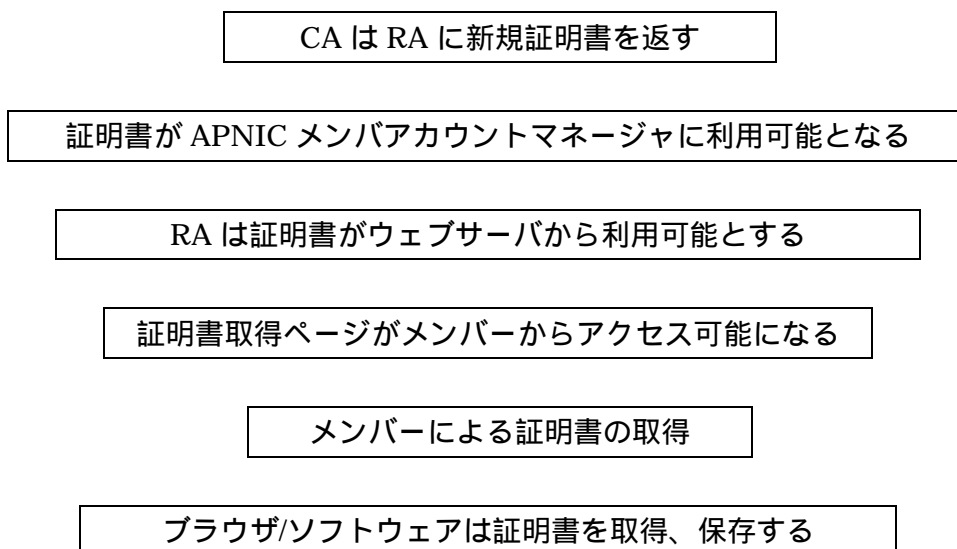 CA は RA に新規証明書を返す
証明書が APNIC メンバアカウントマネージャに利用可能となる
RA は証明書がウェブサーバから利用可能とする
証明書取得ページがメンバーからアクセス可能になる
メンバーによる証明書の取得
ブラウザ/ソフトウェアは証明書を取得、保存する